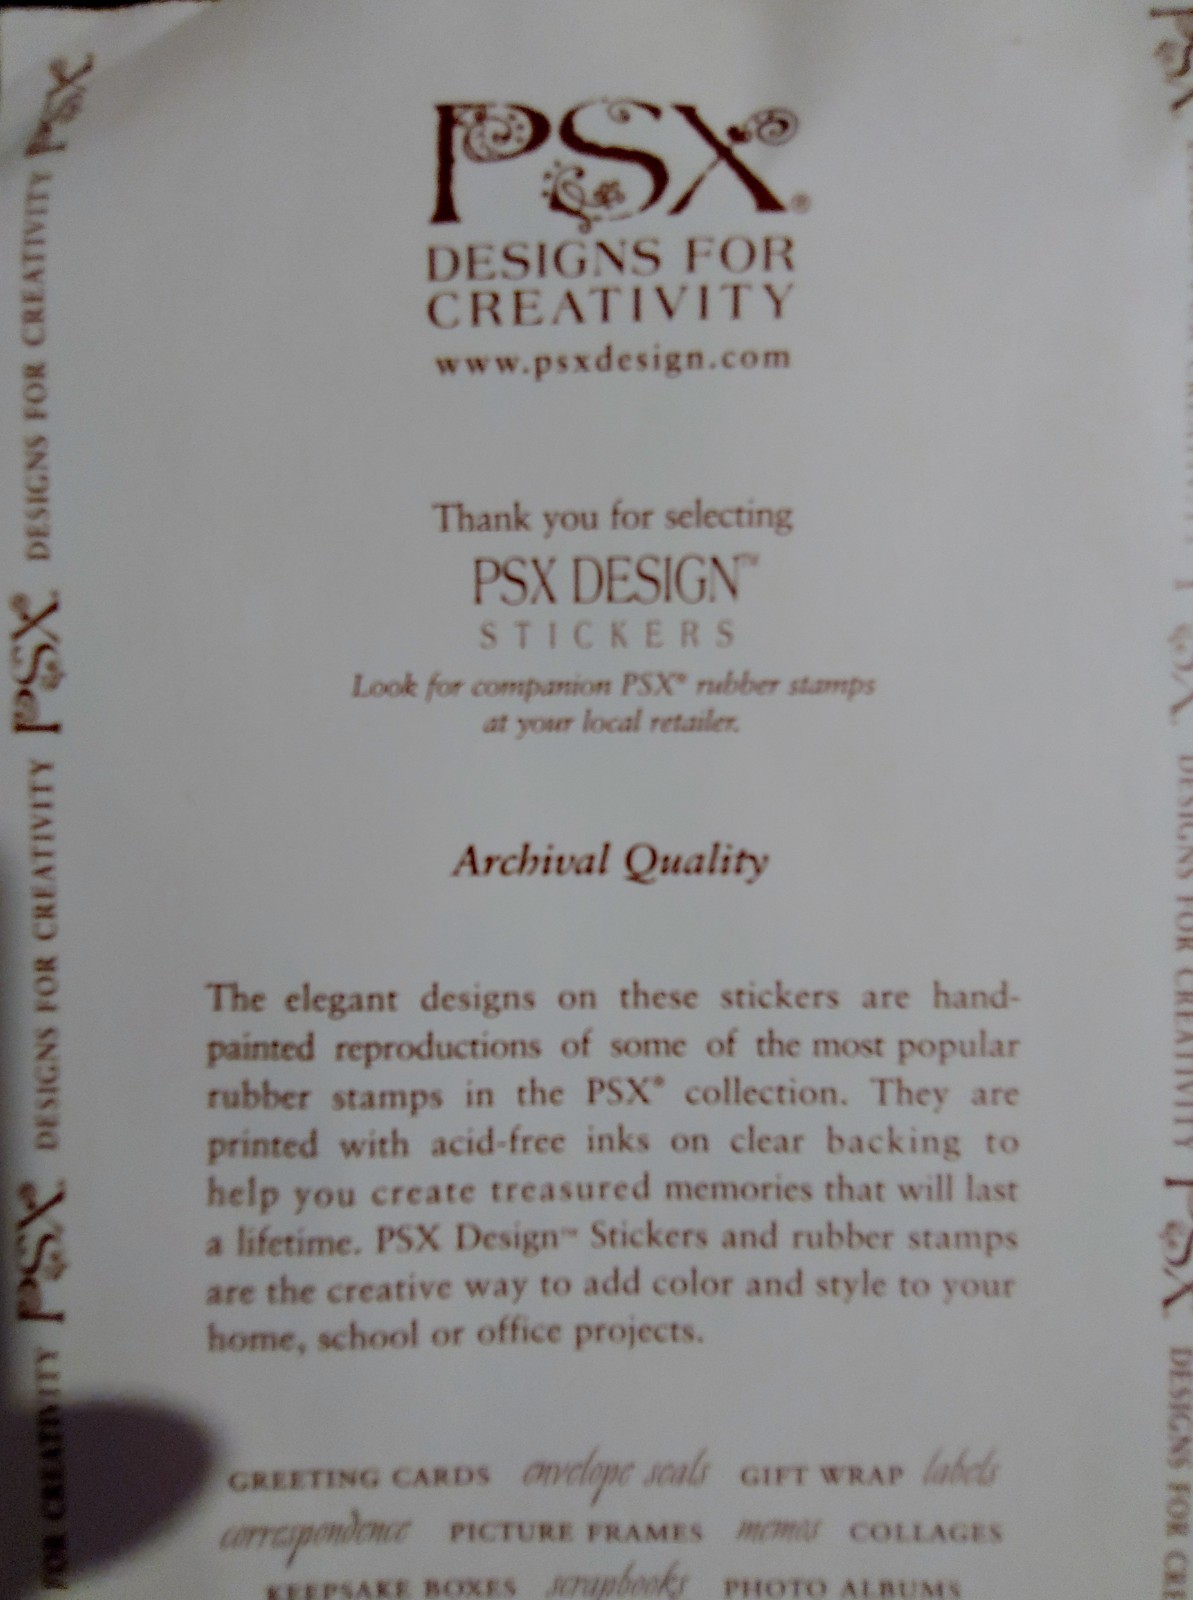 PSX®
DESIGNS FOR
CREATIVITY
www.psxdesign.com
Thank you for selecting
PSX DESIGN™
STICKERS
Look for companion PSX® rubber stamps
at your local retailer.
Archival Quality
The elegant designs on these stickers are hand-
painted reproductions of some of the most popular
rubber stamps in the PSX® collection. They are
printed with acid-free inks on clear backing to
help you create treasured memories that will last
a lifetime. PSX Design™ Stickers and rubber stamps
are the creative way to add color and style to your
home, school or office projects.
GREETING CARDS envelope seals GIFT WRAP labels
correspondence PICTURE FRAMES memos COLLAGES
KEEPSAKE BOXES scrapbooks PHOTO ALBUMS
FOR CREATIVITY PSX DESIGNS FOR CREATIVITY PSX DESIGNS FOR CREATIVITY PSX
PSX DESIGNS FOR CREATIVITY PSX DESIGNS FOR CRE